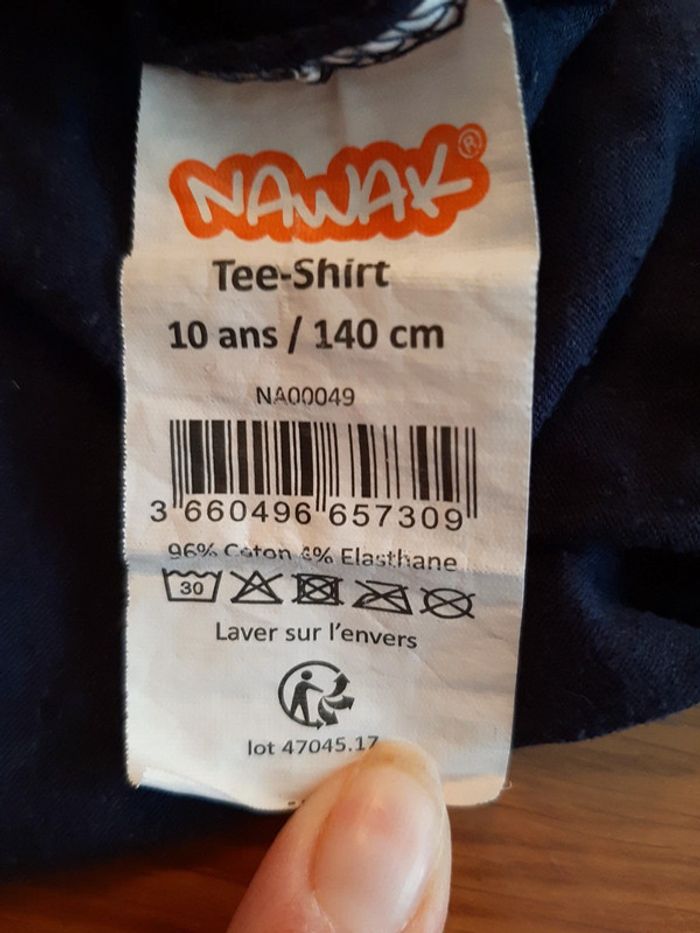 NAWAK®
Tee-Shirt
10 ans / 140 cm
NA00049
3 660496 657309
96% Coton 4% Elasthane
30
Laver sur l'envers
lot 47045.17